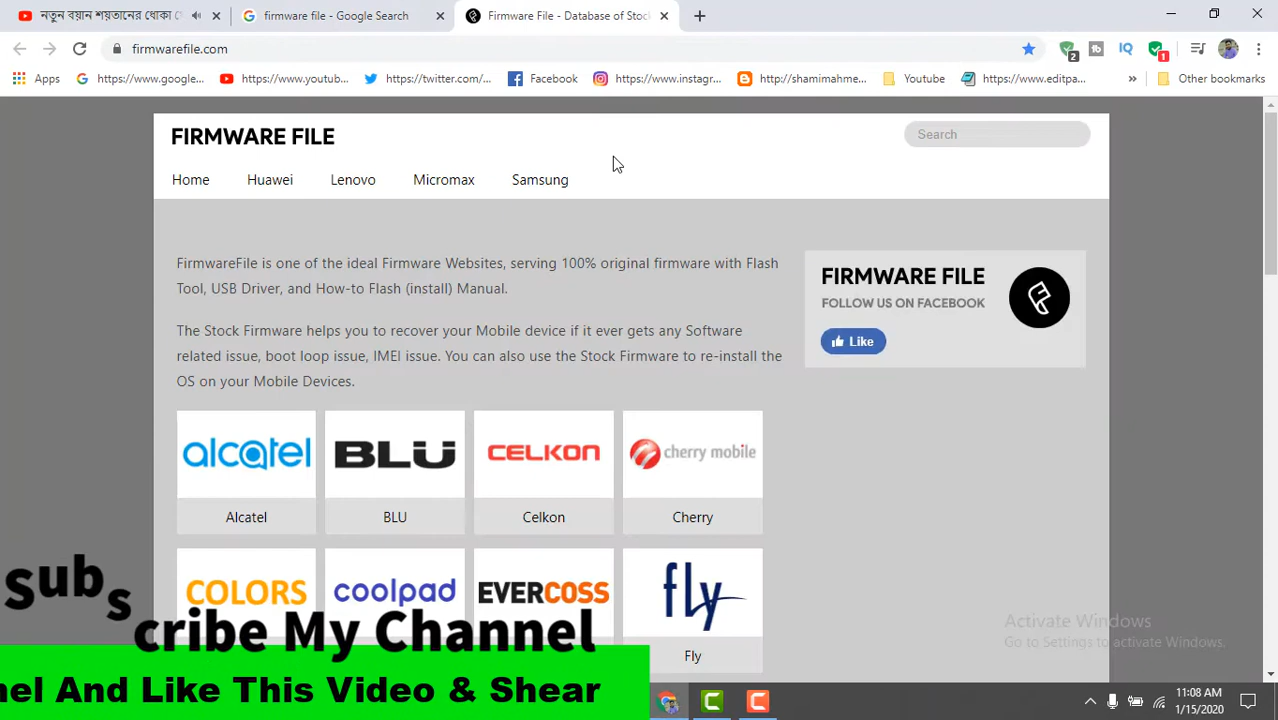 নতুন বয়ান শয়তানের ধোকা
firmware file - Google Search
Firmware File - Database of Stoc
firmwarefile.com
2
IQ
1
Apps
https://www.google...
https://www.youtub...
https://twitter.com/...
Facebook
https://www.instagr...
http://shamimahme...
Youtube
https://www.editpa...
»
Other bookmarks
FIRMWARE FILE
Search
Home
Huawei
Lenovo
Micromax
Samsung
FirmwareFile is one of the ideal Firmware Websites, serving 100% original firmware with Flash
Tool, USB Driver, and How-to Flash (install) Manual.
The Stock Firmware helps you to recover your Mobile device if it ever gets any Software
related issue, boot loop issue, IMEI issue. You can also use the Stock Firmware to re-install the
OS on your Mobile Devices.
FIRMWARE FILE
FOLLOW US ON FACEBOOK
Like
alcatel
BLU
CELKON
cherry mobile
Alcatel
BLU
Celkon
Cherry
COLORS
coolpad
EVERCOSS
fly
Fly
subscribe My Channel
nel And Like This Video & Shear
Activate Windows
Go to Settings to activate Windows.
11:08 AM
1/15/2020